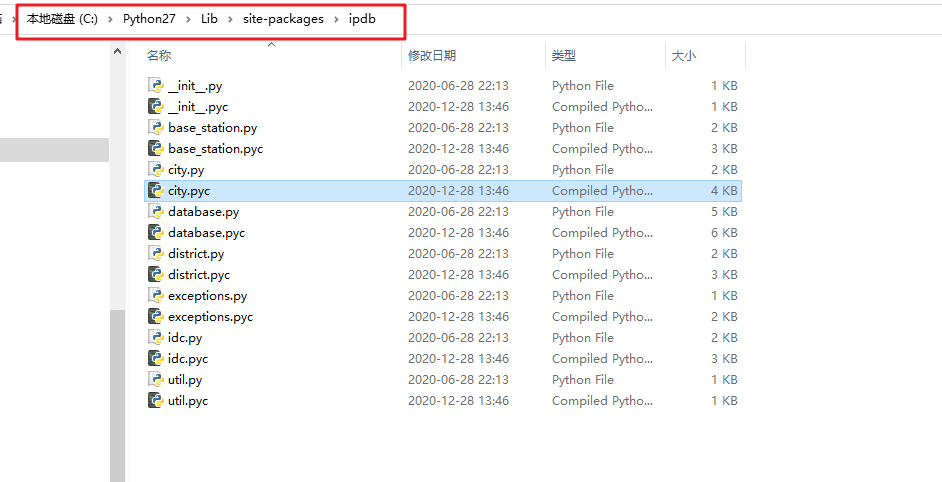 本地磁盘 (C:) › Python27 › Lib › site-packages › ipdb
名称 修改日期 类型 大小
__init__.py 2020-06-28 22:13 Python File 1 KB
__init__.pyc 2020-12-28 13:46 Compiled Pytho... 1 KB
base_station.py 2020-06-28 22:13 Python File 2 KB
base_station.pyc 2020-12-28 13:46 Compiled Pytho... 3 KB
city.py 2020-06-28 22:13 Python File 2 KB
city.pyc 2020-12-28 13:46 Compiled Pytho... 4 KB
database.py 2020-06-28 22:13 Python File 5 KB
database.pyc 2020-12-28 13:46 Compiled Pytho... 6 KB
district.py 2020-06-28 22:13 Python File 2 KB
district.pyc 2020-12-28 13:46 Compiled Pytho... 3 KB
exceptions.py 2020-06-28 22:13 Python File 1 KB
exceptions.pyc 2020-12-28 13:46 Compiled Pytho... 2 KB
idc.py 2020-06-28 22:13 Python File 2 KB
idc.pyc 2020-12-28 13:46 Compiled Pytho... 3 KB
util.py 2020-06-28 22:13 Python File 1 KB
util.pyc 2020-12-28 13:46 Compiled Pytho... 1 KB